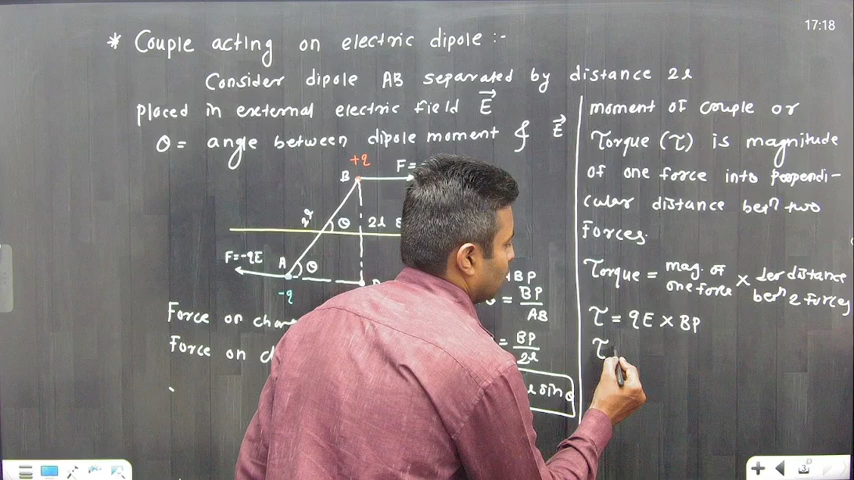 17:18
* Couple acting on electric dipole :-
Consider dipole AB separated by distance 2l
placed in external electric field E⃗
θ = angle between dipole moment & E⃗
+q
B
F=
θ
2l
F=-qE
A
θ
-q
Force on
Force on
BP
= BP/AB
= BP/2l
sinθ
moment of couple or
Torque (τ) is magnitude
of one force into perpendi-
cular distance betⁿ two
forces.
Torque = mag. of one force × ler distance betⁿ 2 forces
τ = qE × BP
τ